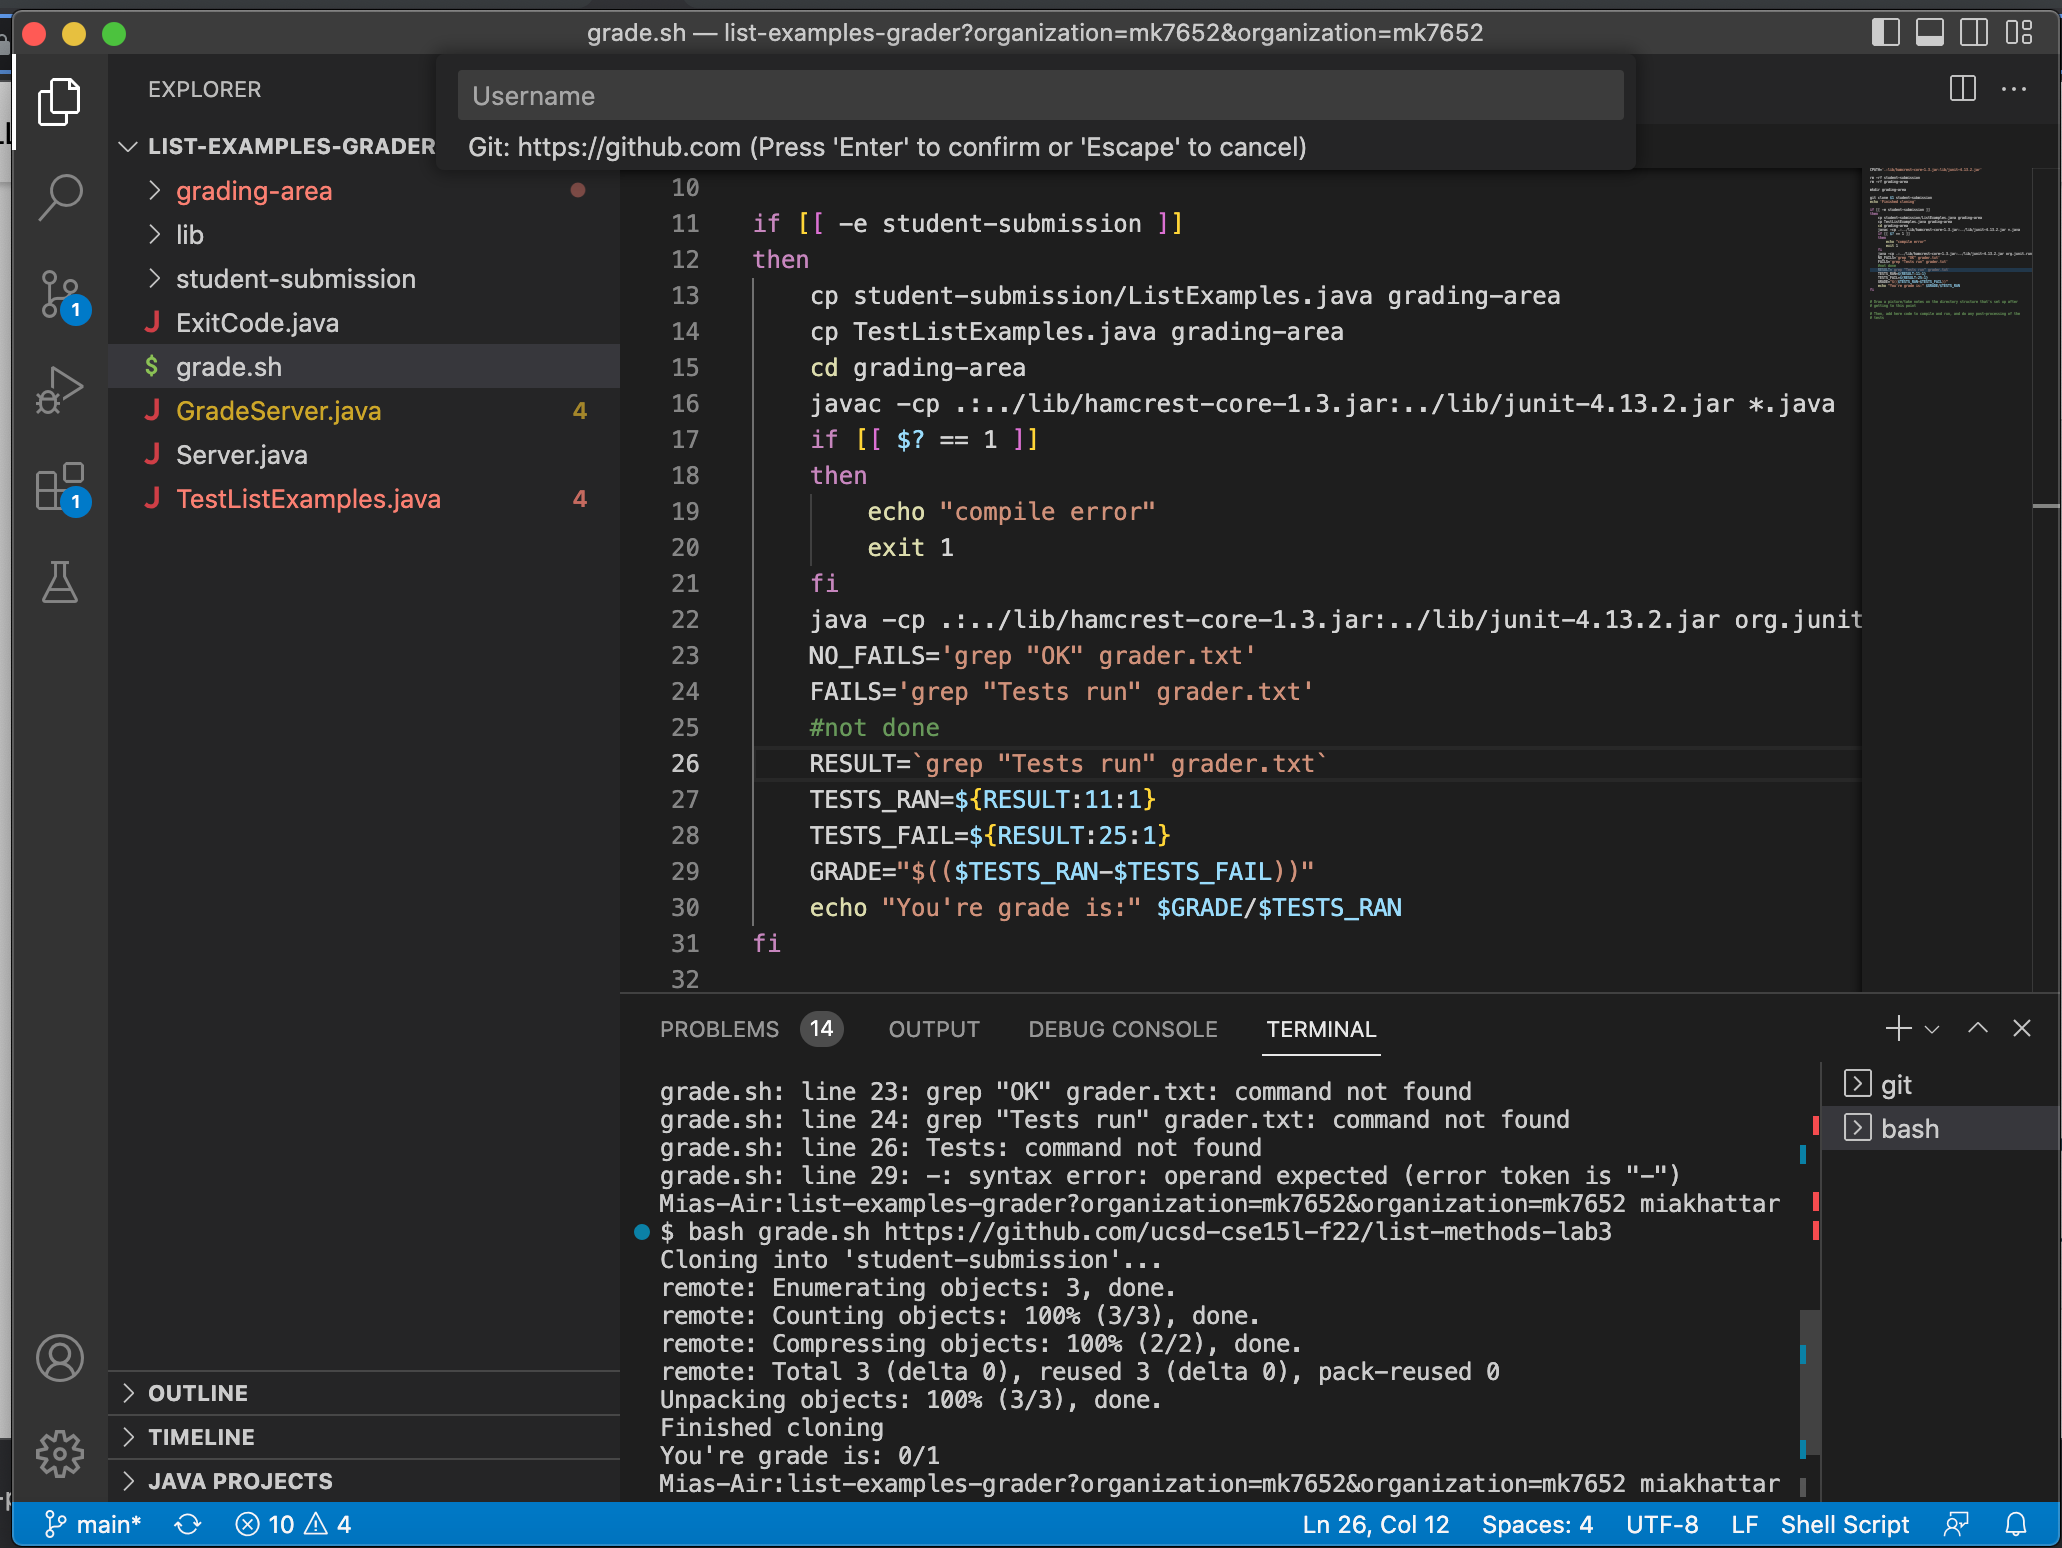 grade.sh — list-examples-grader?organization=mk7652&organization=mk7652
Username
Git: https://github.com (Press 'Enter' to confirm or 'Escape' to cancel)
EXPLORER
LIST-EXAMPLES-GRADER
grading-area
lib
student-submission
J ExitCode.java
$ grade.sh
J GradeServer.java 4
J Server.java
J TestListExamples.java 4
1
1
OUTLINE
TIMELINE
JAVA PROJECTS
10
11 if [[ -e student-submission ]]
12 then
13 cp student-submission/ListExamples.java grading-area
14 cp TestListExamples.java grading-area
15 cd grading-area
16 javac -cp .:../lib/hamcrest-core-1.3.jar:../lib/junit-4.13.2.jar *.java
17 if [[ $? == 1 ]]
18 then
19 echo "compile error"
20 exit 1
21 fi
22 java -cp .:../lib/hamcrest-core-1.3.jar:../lib/junit-4.13.2.jar org.junit
23 NO_FAILS='grep "OK" grader.txt'
24 FAILS='grep "Tests run" grader.txt'
25 #not done
26 RESULT=`grep "Tests run" grader.txt`
27 TESTS_RAN=${RESULT:11:1}
28 TESTS_FAIL=${RESULT:25:1}
29 GRADE="$(($TESTS_RAN-$TESTS_FAIL))"
30 echo "You're grade is:" $GRADE/$TESTS_RAN
31 fi
32
PROBLEMS 14 OUTPUT DEBUG CONSOLE TERMINAL
grade.sh: line 23: grep "OK" grader.txt: command not found
grade.sh: line 24: grep "Tests run" grader.txt: command not found
grade.sh: line 26: Tests: command not found
grade.sh: line 29: -: syntax error: operand expected (error token is "-")
Mias-Air:list-examples-grader?organization=mk7652&organization=mk7652 miakhattar
$ bash grade.sh https://github.com/ucsd-cse15l-f22/list-methods-lab3
Cloning into 'student-submission'...
remote: Enumerating objects: 3, done.
remote: Counting objects: 100% (3/3), done.
remote: Compressing objects: 100% (2/2), done.
remote: Total 3 (delta 0), reused 3 (delta 0), pack-reused 0
Unpacking objects: 100% (3/3), done.
Finished cloning
You're grade is: 0/1
Mias-Air:list-examples-grader?organization=mk7652&organization=mk7652 miakhattar
git
bash
main* 10 4 Ln 26, Col 12 Spaces: 4 UTF-8 LF Shell Script